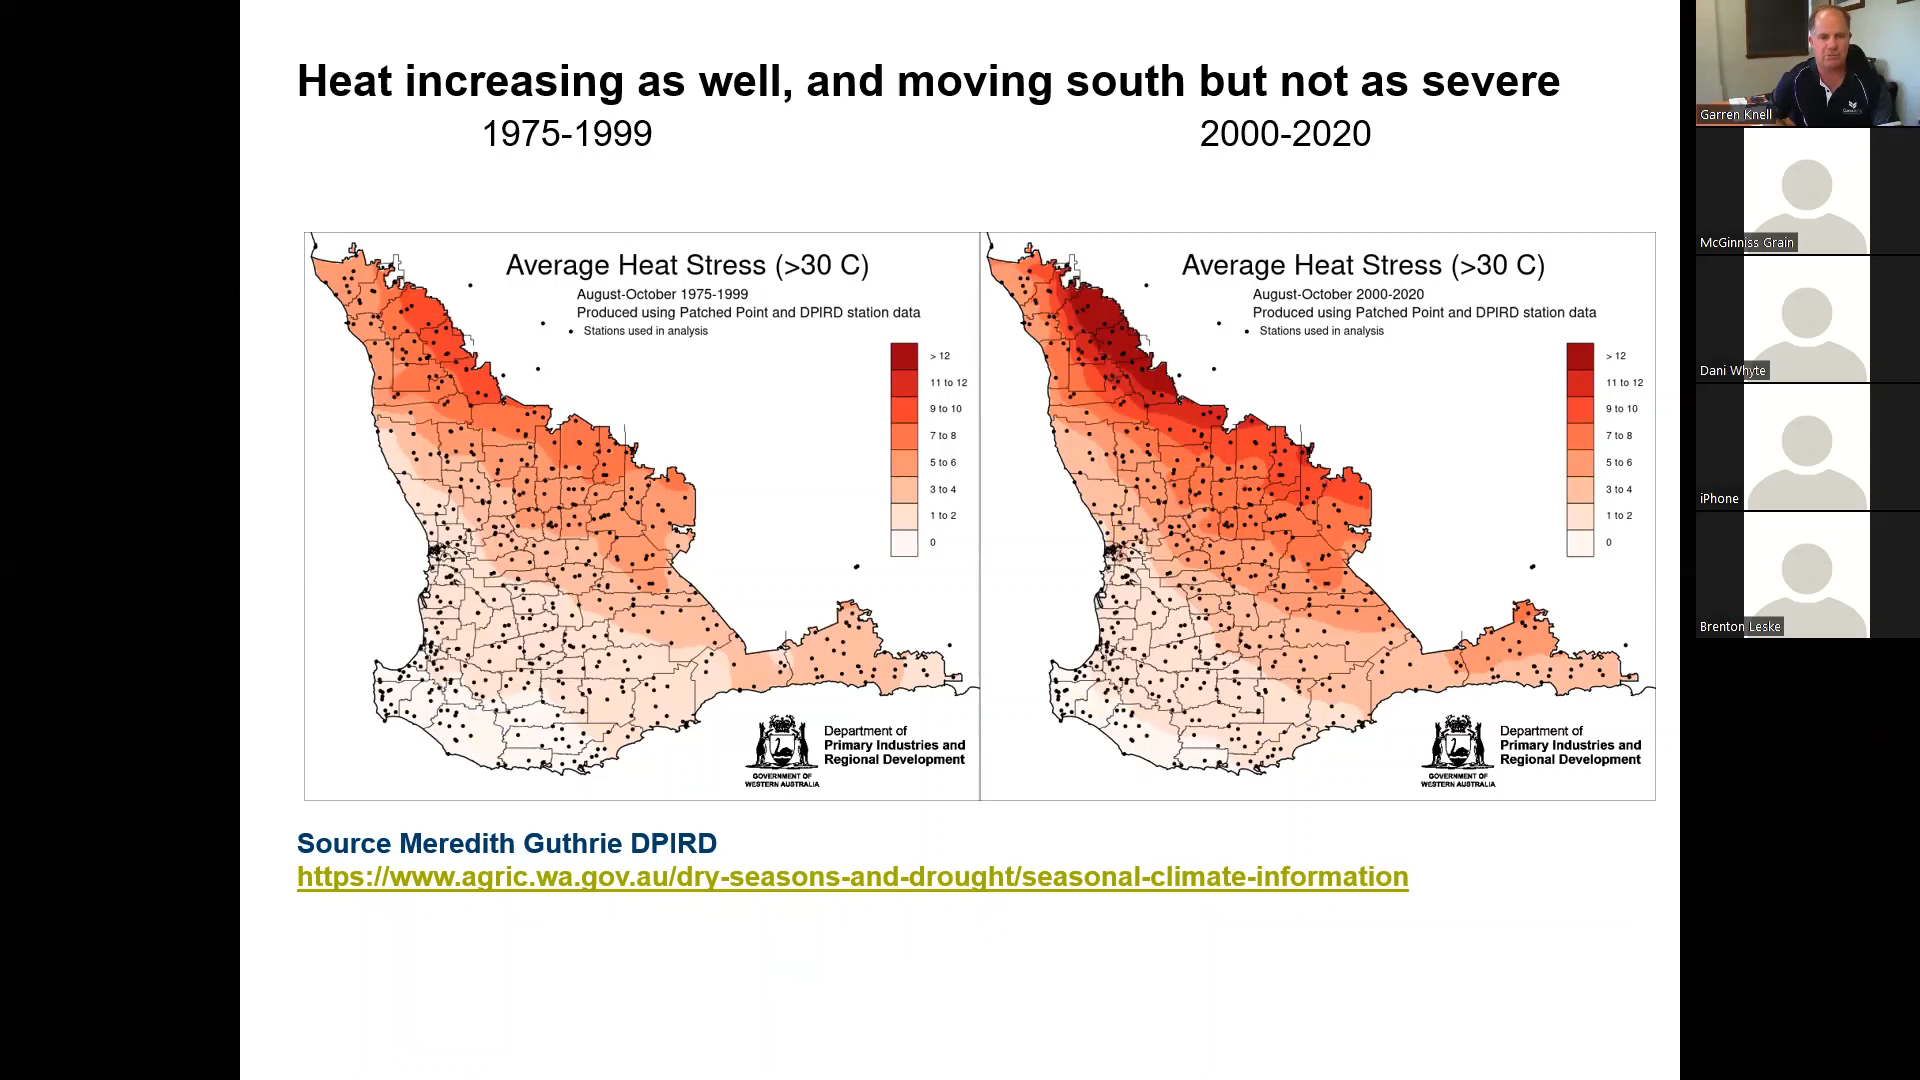 Heat increasing as well, and moving south but not as severe
1975-1999
2000-2020
Average Heat Stress (>30 C)
August-October 1975-1999
Produced using Patched Point and DPIRD station data
Stations used in analysis
> 12
11 to 12
9 to 10
7 to 8
5 to 6
3 to 4
1 to 2
0
Department of
Primary Industries and
Regional Development
GOVERNMENT OF
WESTERN AUSTRALIA
Average Heat Stress (>30 C)
August-October 2000-2020
Produced using Patched Point and DPIRD station data
Stations used in analysis
> 12
11 to 12
9 to 10
7 to 8
5 to 6
3 to 4
1 to 2
0
Department of
Primary Industries and
Regional Development
GOVERNMENT OF
WESTERN AUSTRALIA
Source Meredith Guthrie DPIRD
https://www.agric.wa.gov.au/dry-seasons-and-drought/seasonal-climate-information
Garren Knell
McGinniss Grain
Dani Whyte
iPhone
Brenton Leske